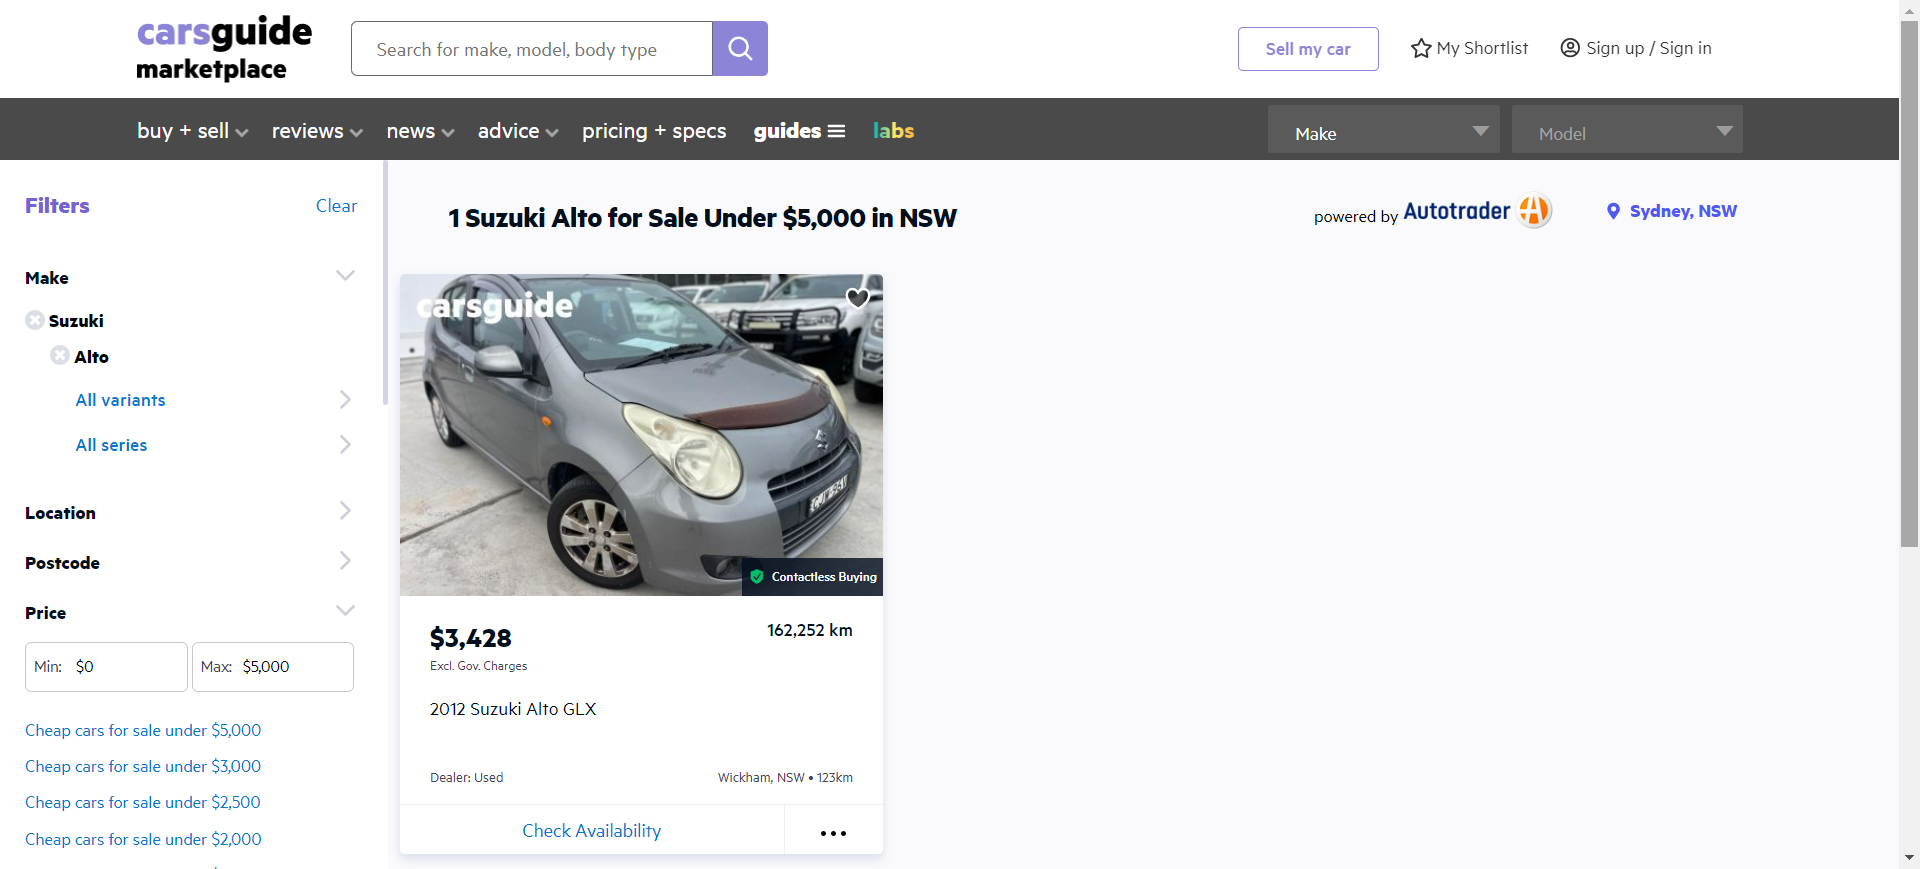 carsguide
marketplace
Search for make, model, body type
Sell my car
My Shortlist
Sign up / Sign in
buy + sell
reviews
news
advice
pricing + specs
guides
labs
Make
Model
Filters
Clear
Make
Suzuki
Alto
All variants
All series
Location
Postcode
Price
Min: $0
Max: $5,000
Cheap cars for sale under $5,000
Cheap cars for sale under $3,000
Cheap cars for sale under $2,500
Cheap cars for sale under $2,000
1 Suzuki Alto for Sale Under $5,000 in NSW
powered by Autotrader
Sydney, NSW
carsguide
Contactless Buying
$3,428
162,252 km
Excl. Gov. Charges
2012 Suzuki Alto GLX
Dealer: Used
Wickham, NSW • 123km
Check Availability